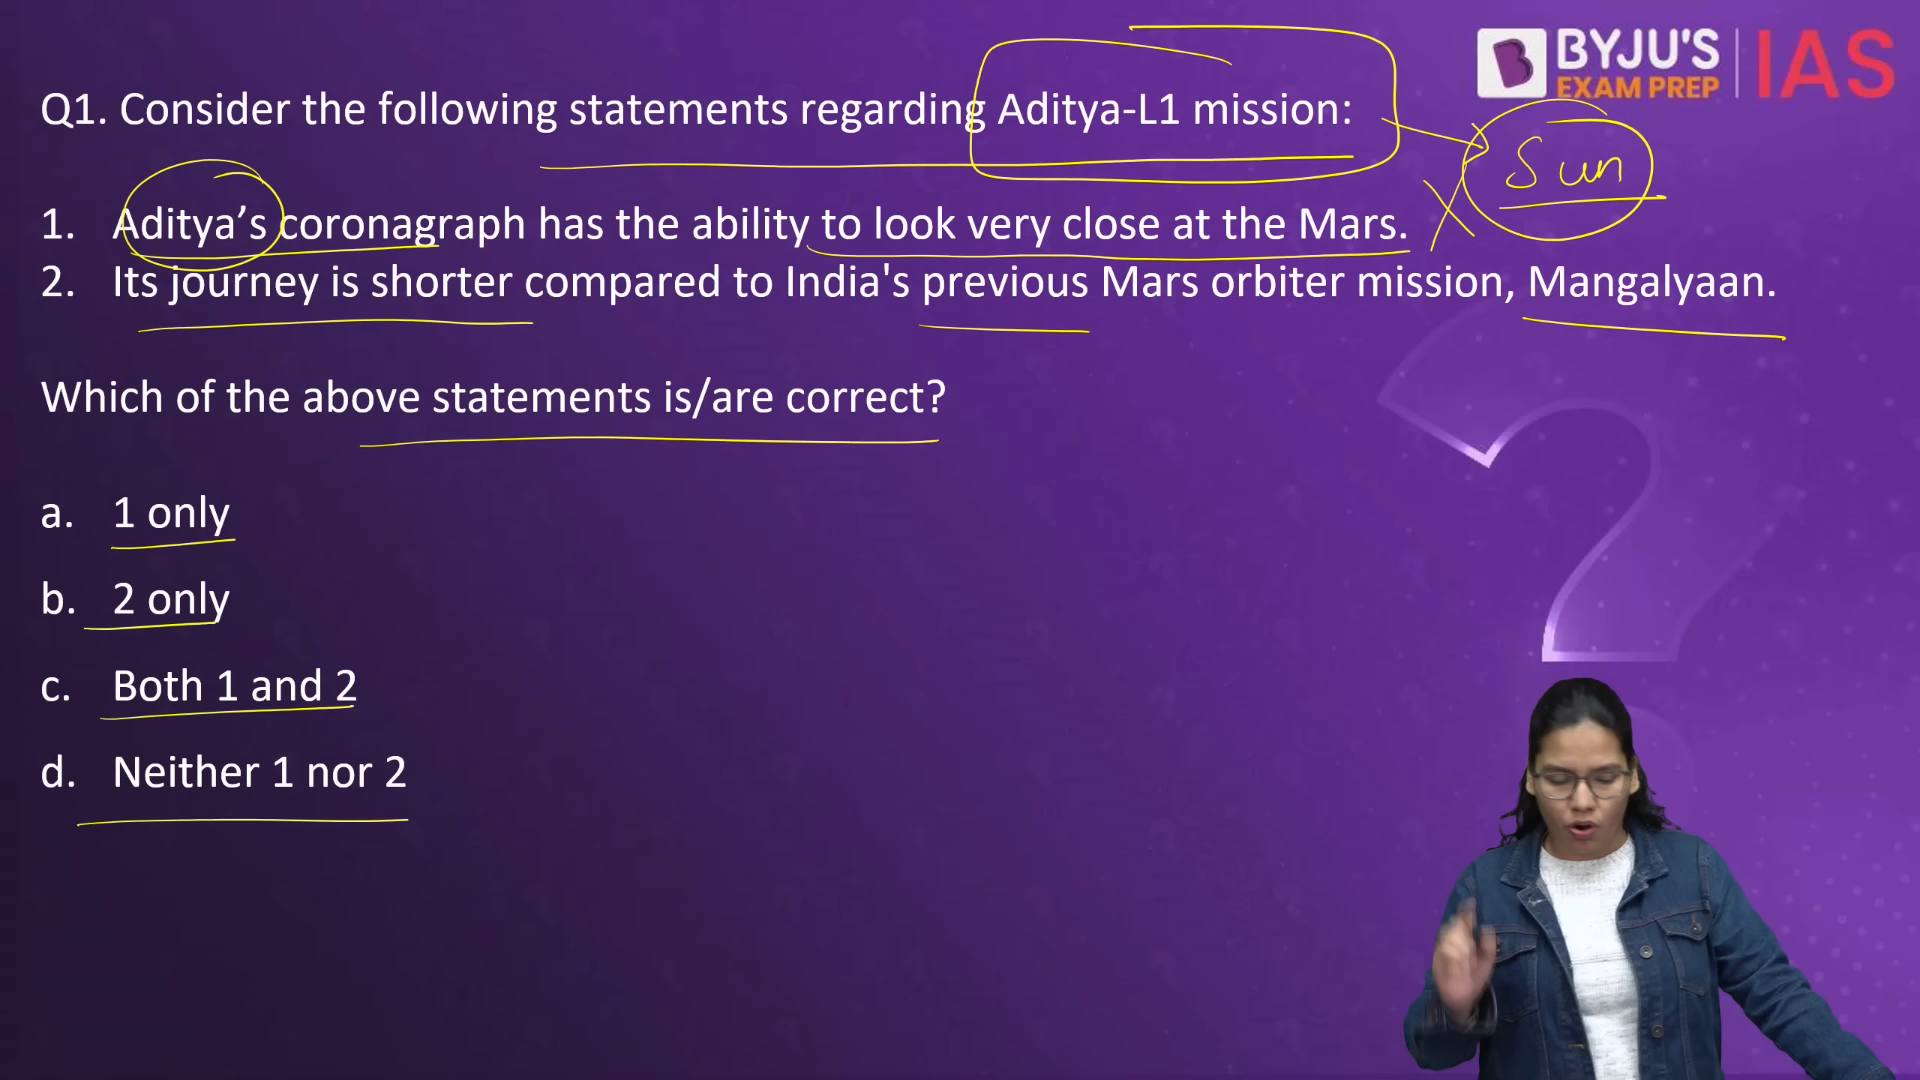 BYJU'S
EXAM PREP
IAS
Q1. Consider the following statements regarding Aditya-L1 mission:
Sun
1. Aditya’s coronagraph has the ability to look very close at the Mars.
2. Its journey is shorter compared to India's previous Mars orbiter mission, Mangalyaan.
Which of the above statements is/are correct?
a. 1 only
b. 2 only
c. Both 1 and 2
d. Neither 1 nor 2